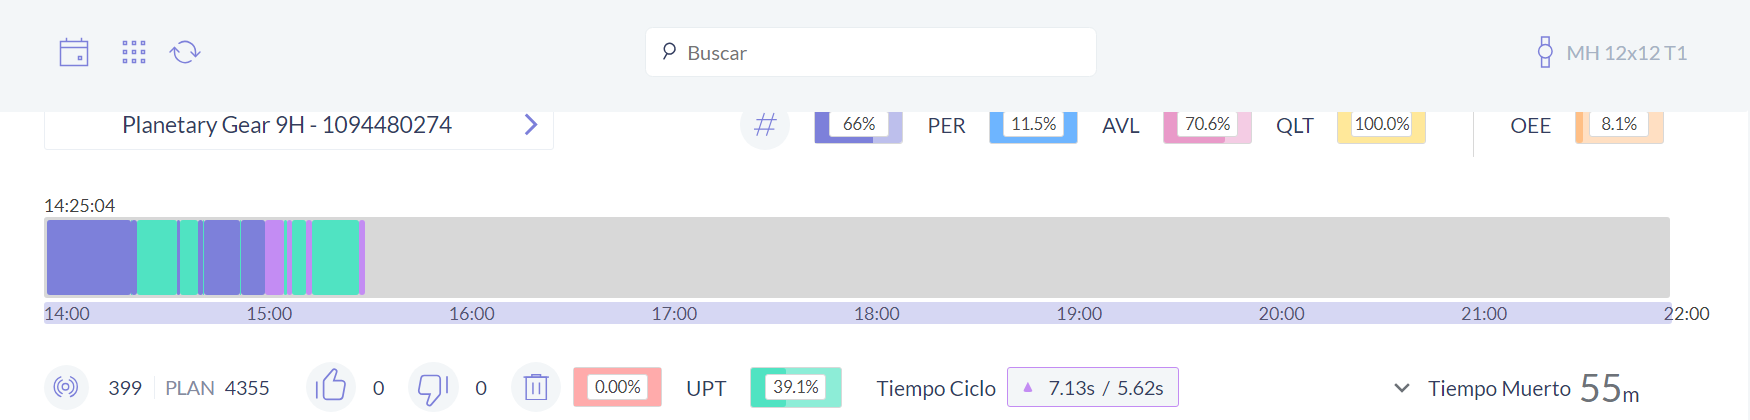 Buscar
MH 12x12 T1
Planetary Gear 9H - 1094480274
# 66% PER 11.5% AVL 70.6% QLT 100.0% OEE 8.1%
14:25:04
14:00 15:00 16:00 17:00 18:00 19:00 20:00 21:00 22:00
399 PLAN 4355 0 0 0.00% UPT 39.1% Tiempo Ciclo 7.13s / 5.62s Tiempo Muerto 55m